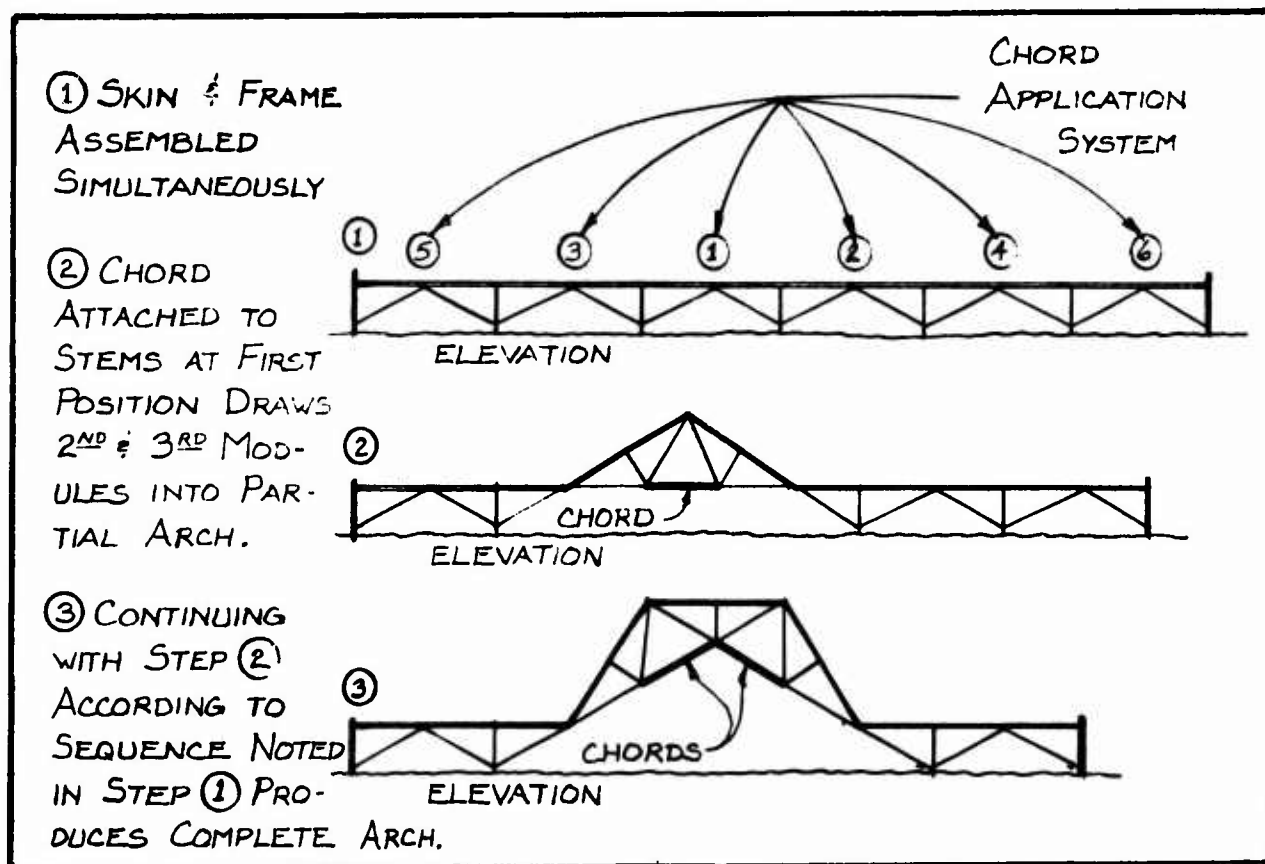 ① SKIN & FRAME
ASSEMBLED
SIMULTANEOUSLY
② CHORD
ATTACHED TO
STEMS AT FIRST
POSITION DRAWS
2ND & 3RD MOD-
ULES INTO PAR-
TIAL ARCH.
③ CONTINUING
WITH STEP ②
ACCORDING TO
SEQUENCE NOTED
IN STEP ① PRO-
DUCES COMPLETE ARCH.
CHORD
APPLICATION
SYSTEM
① ⑤ ③ ① ② ④ ⑥
ELEVATION
②
CHORD
ELEVATION
③
CHORDS
ELEVATION